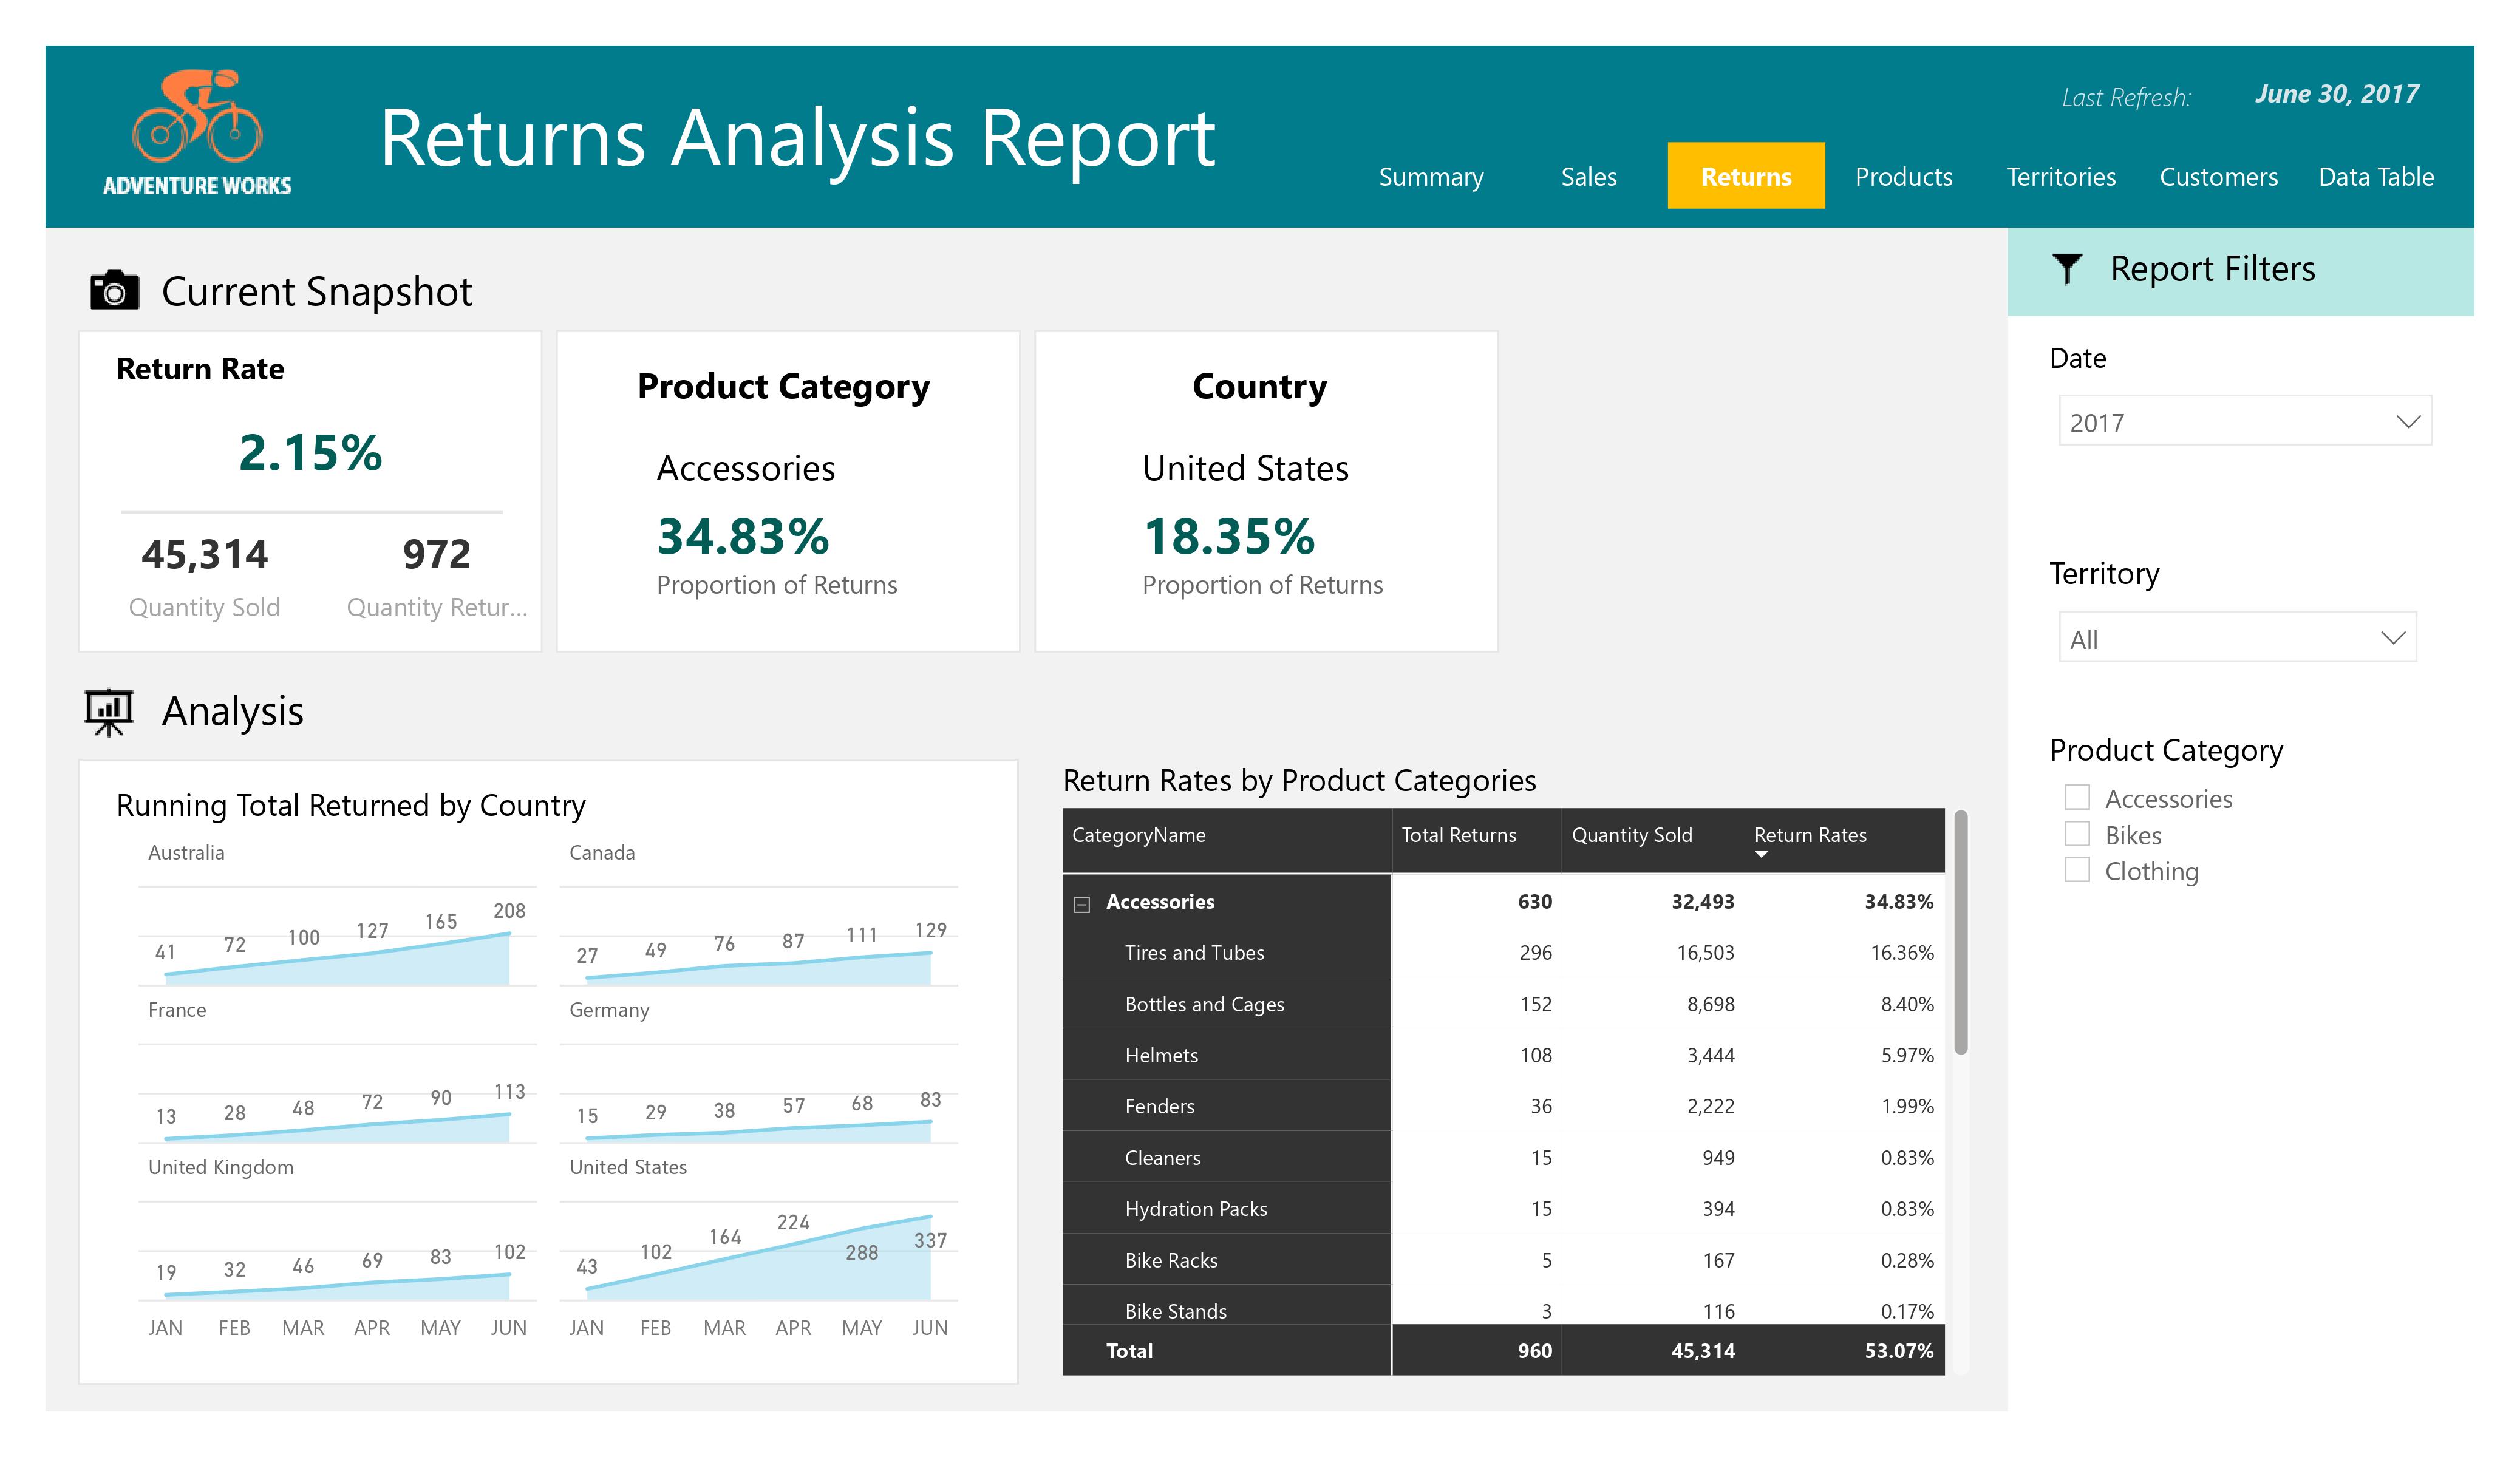 Last Refresh: June 30, 2017
ADVENTURE WORKS
Returns Analysis Report
Summary Sales Returns Products Territories Customers Data Table
Current Snapshot
Return Rate
2.15%
45,314 972
Quantity Sold Quantity Retur...
Product Category
Accessories
34.83%
Proportion of Returns
Country
United States
18.35%
Proportion of Returns
Report Filters
Date
2017
Territory
All
Product Category
Accessories
Bikes
Clothing
Analysis
Running Total Returned by Country
Australia
41 72 100 127 165 208
Canada
27 49 76 87 111 129
France
13 28 48 72 90 113
Germany
15 29 38 57 68 83
United Kingdom
19 32 46 69 83 102
United States
43 102 164 224 288 337
JAN FEB MAR APR MAY JUN JAN FEB MAR APR MAY JUN
Return Rates by Product Categories
CategoryName Total Returns Quantity Sold Return Rates
Accessories 630 32,493 34.83%
Tires and Tubes 296 16,503 16.36%
Bottles and Cages 152 8,698 8.40%
Helmets 108 3,444 5.97%
Fenders 36 2,222 1.99%
Cleaners 15 949 0.83%
Hydration Packs 15 394 0.83%
Bike Racks 5 167 0.28%
Bike Stands 3 116 0.17%
Total 960 45,314 53.07%